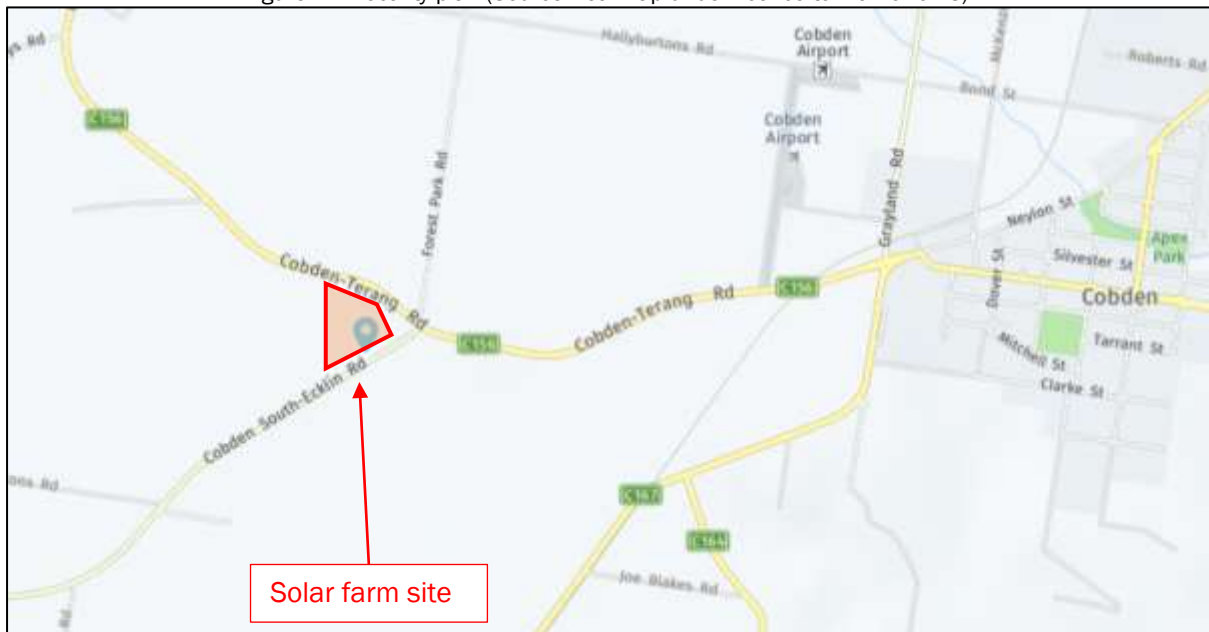 Hallyburtons Rd
Cobden
Airport
Roberts Rd
Bond St
C156
Cobden
Airport
Forest Park Rd
Grayland Rd
Neylon St
Apex
Park
Silvester St
Dover St
Cobden-Terang Rd
Cobden-Terang Rd
C156
Cobden
C156
Tarrant St
Mitchell St
Clarke St
Cobden South-Ecklin Rd
C167
C164
Joe Blakes Rd
Solar farm site